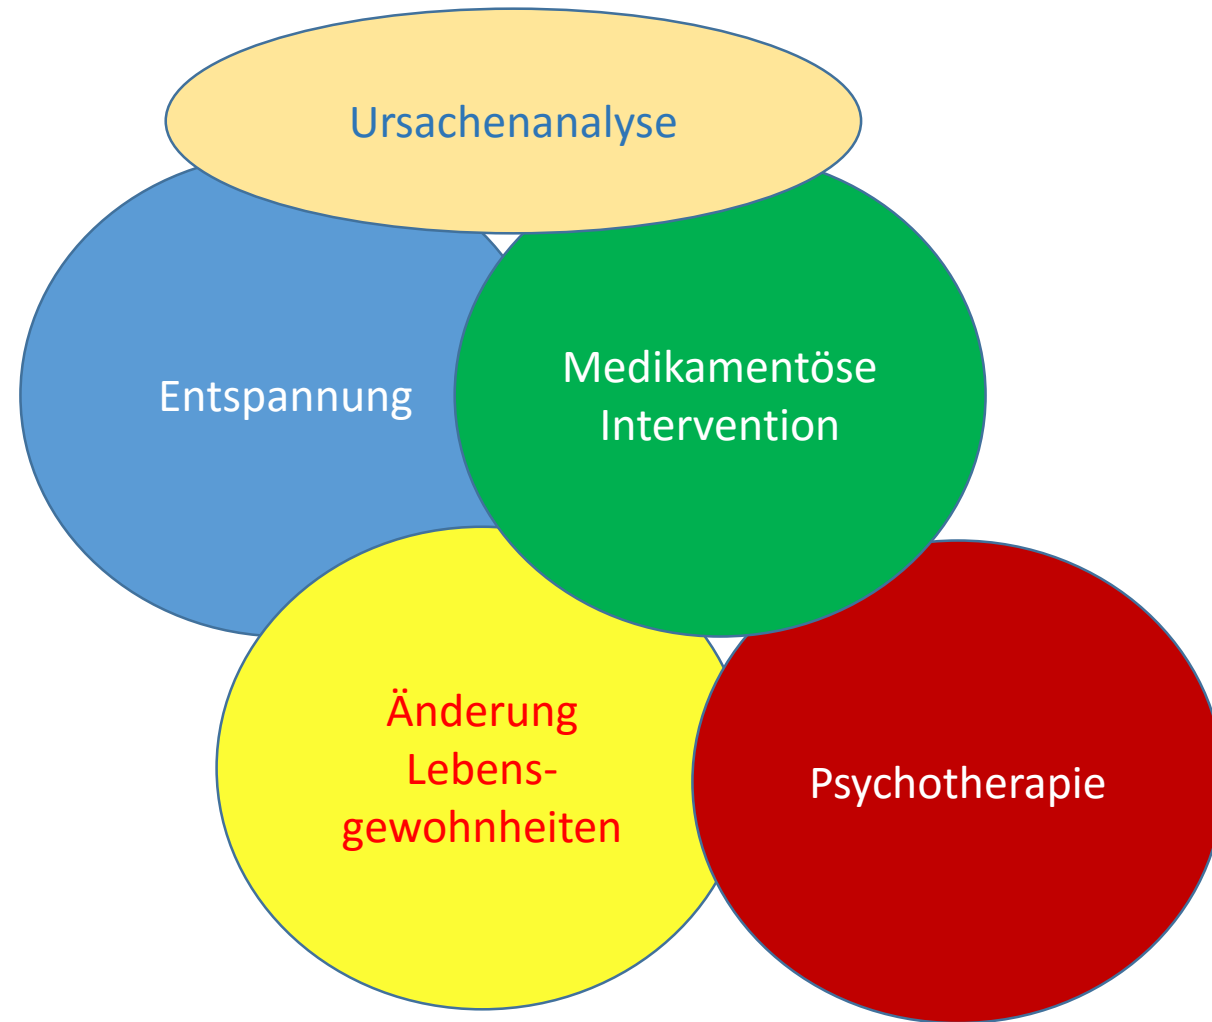 Ursachenanalyse
Entspannung
Medikamentöse
Intervention
Änderung
Lebens-
gewohnheiten
Psychotherapie